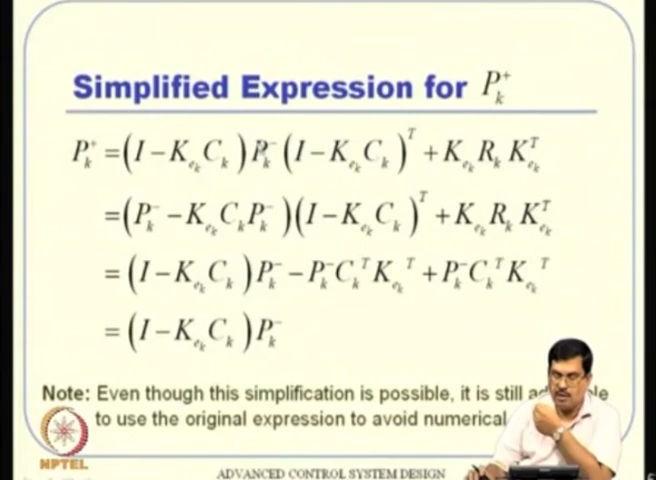 Simplified Expression for P_k^+
P_k^+ = (I − K_{e_k} C_k) P_k^- (I − K_{e_k} C_k)^T + K_{e_k} R_k K_{e_k}^T
= (P_k^- − K_{e_k} C_k P_k^-) (I − K_{e_k} C_k)^T + K_{e_k} R_k K_{e_k}^T
= (I − K_{e_k} C_k) P_k^- − P_k^- C_k^T K_{e_k}^T + P_k^- C_k^T K_{e_k}^T
= (I − K_{e_k} C_k) P_k^-
Note: Even though this simplification is possible, it is still
to use the original expression to avoid numerical
NPTEL
ADVANCED CONTROL SYSTEM DESIGN